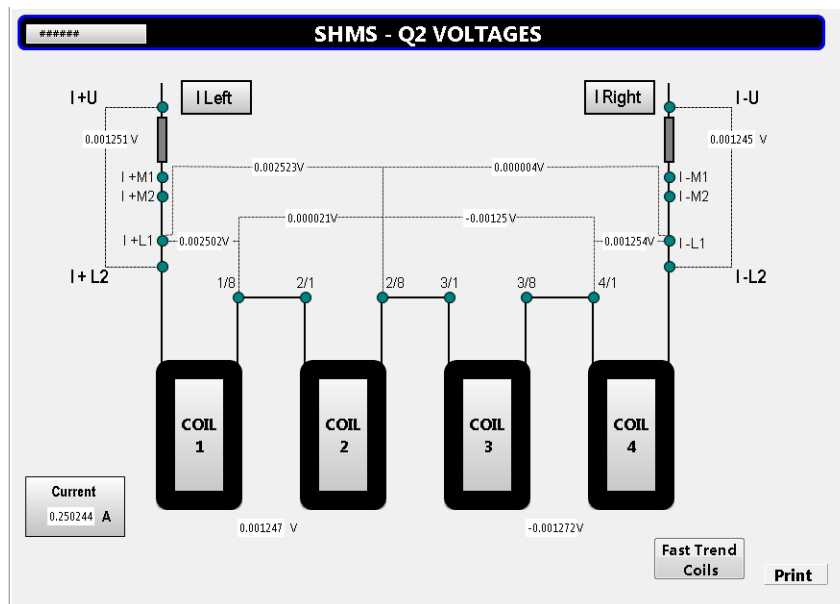 ######
SHMS - Q2 VOLTAGES
I +U
I Left
I Right
I -U
0.001251 V
0.001245 V
0.002523V
0.000004V
I +M1
I -M1
I +M2
I -M2
0.000021V
-0.00125 V
I +L1
0.002502V
0.001254V
I -L1
I + L2
I -L2
1/8
2/1
2/8
3/1
3/8
4/1
COIL
1
COIL
2
COIL
3
COIL
4
Current
0.250244 A
0.001247 V
-0.001272V
Fast Trend
Coils
Print